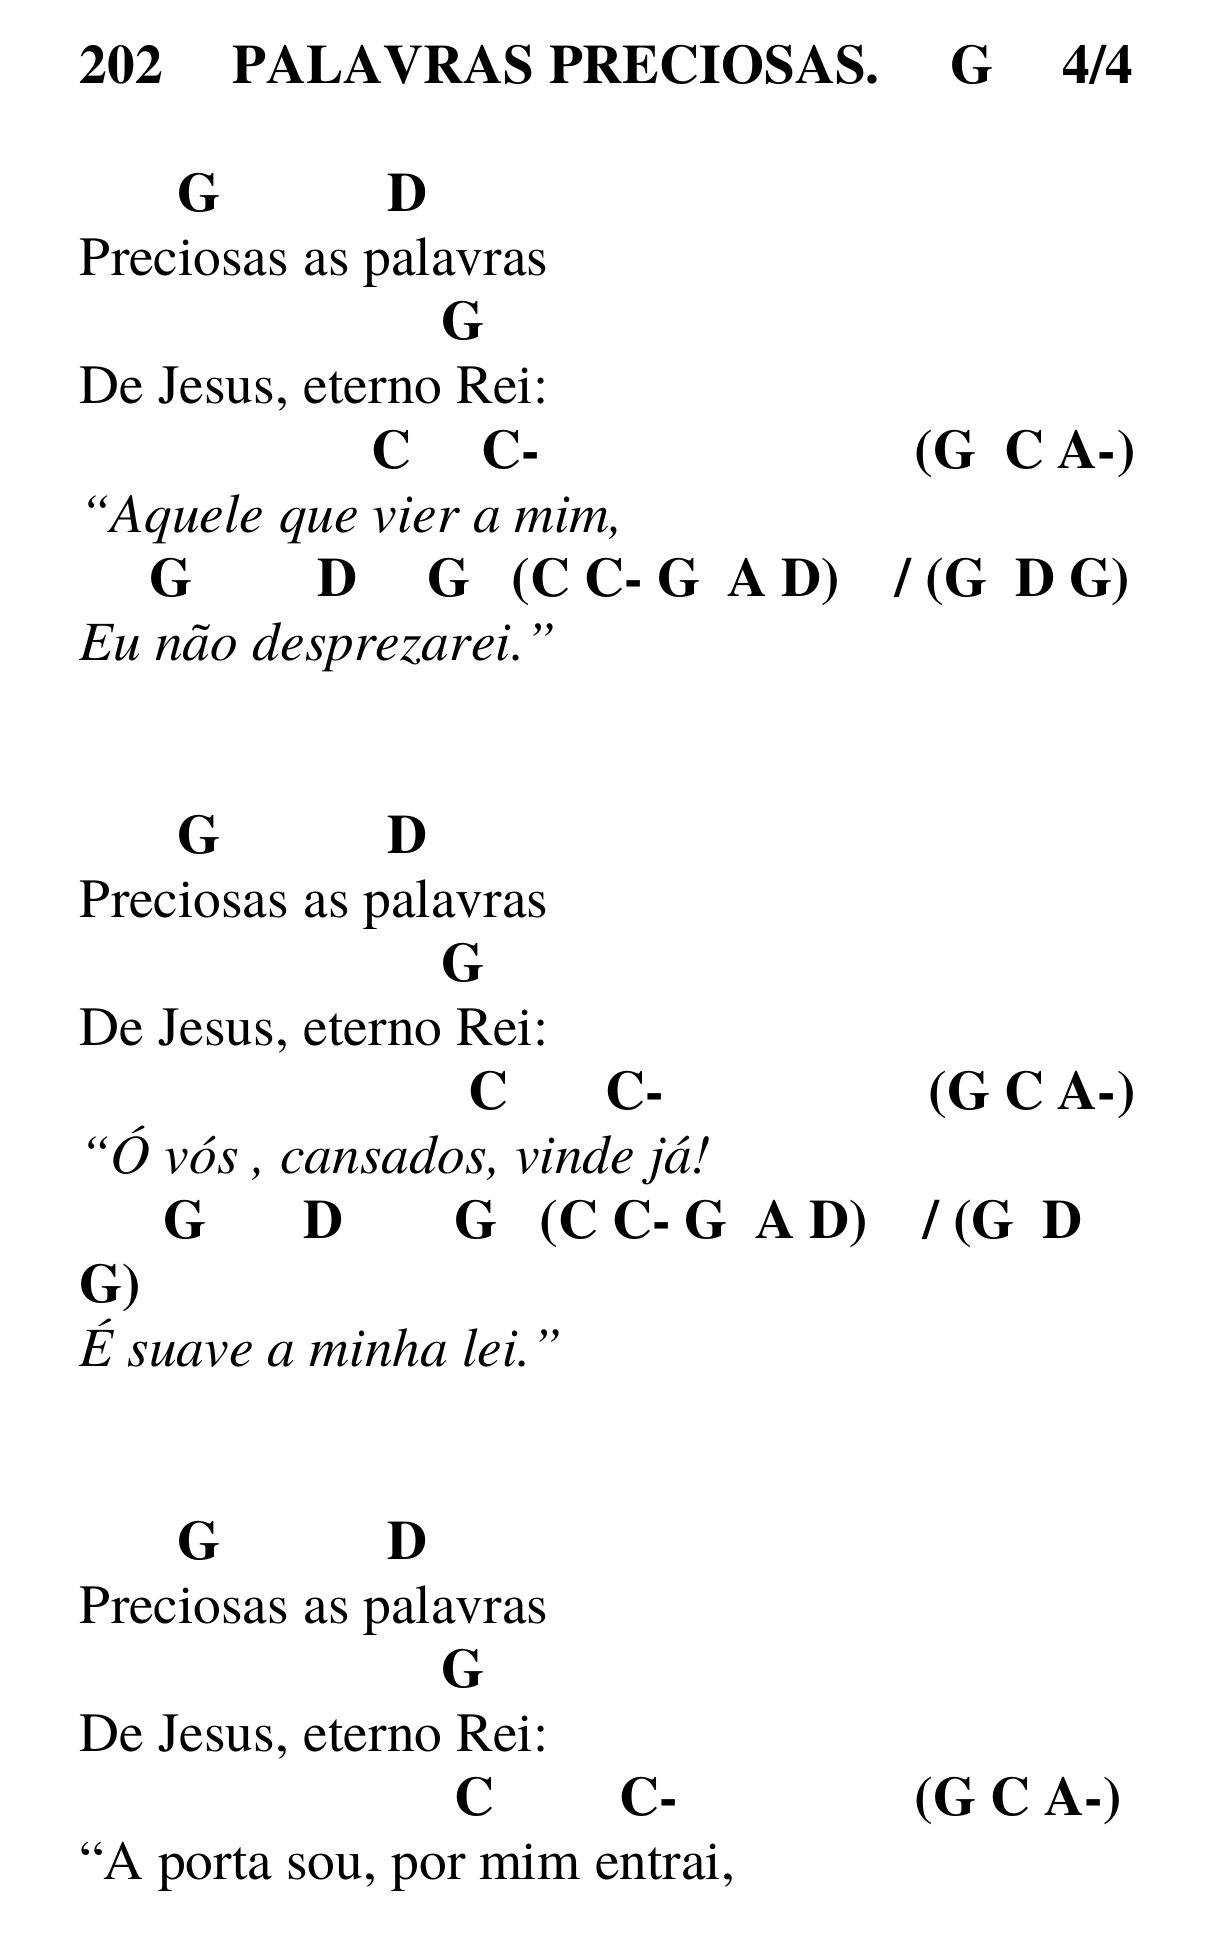 202 PALAVRAS PRECIOSAS. G 4/4
G D
Preciosas as palavras
G
De Jesus, eterno Rei:
C C- (G C A-)
“Aquele que vier a mim,
G D G (C C- G A D) / (G D G)
Eu não desprezarei.”
G D
Preciosas as palavras
G
De Jesus, eterno Rei:
C C- (G C A-)
“Ó vós , cansados, vinde já!
G D G (C C- G A D) / (G D
G)
É suave a minha lei.”
G D
Preciosas as palavras
G
De Jesus, eterno Rei:
C C- (G C A-)
“A porta sou, por mim entrai,